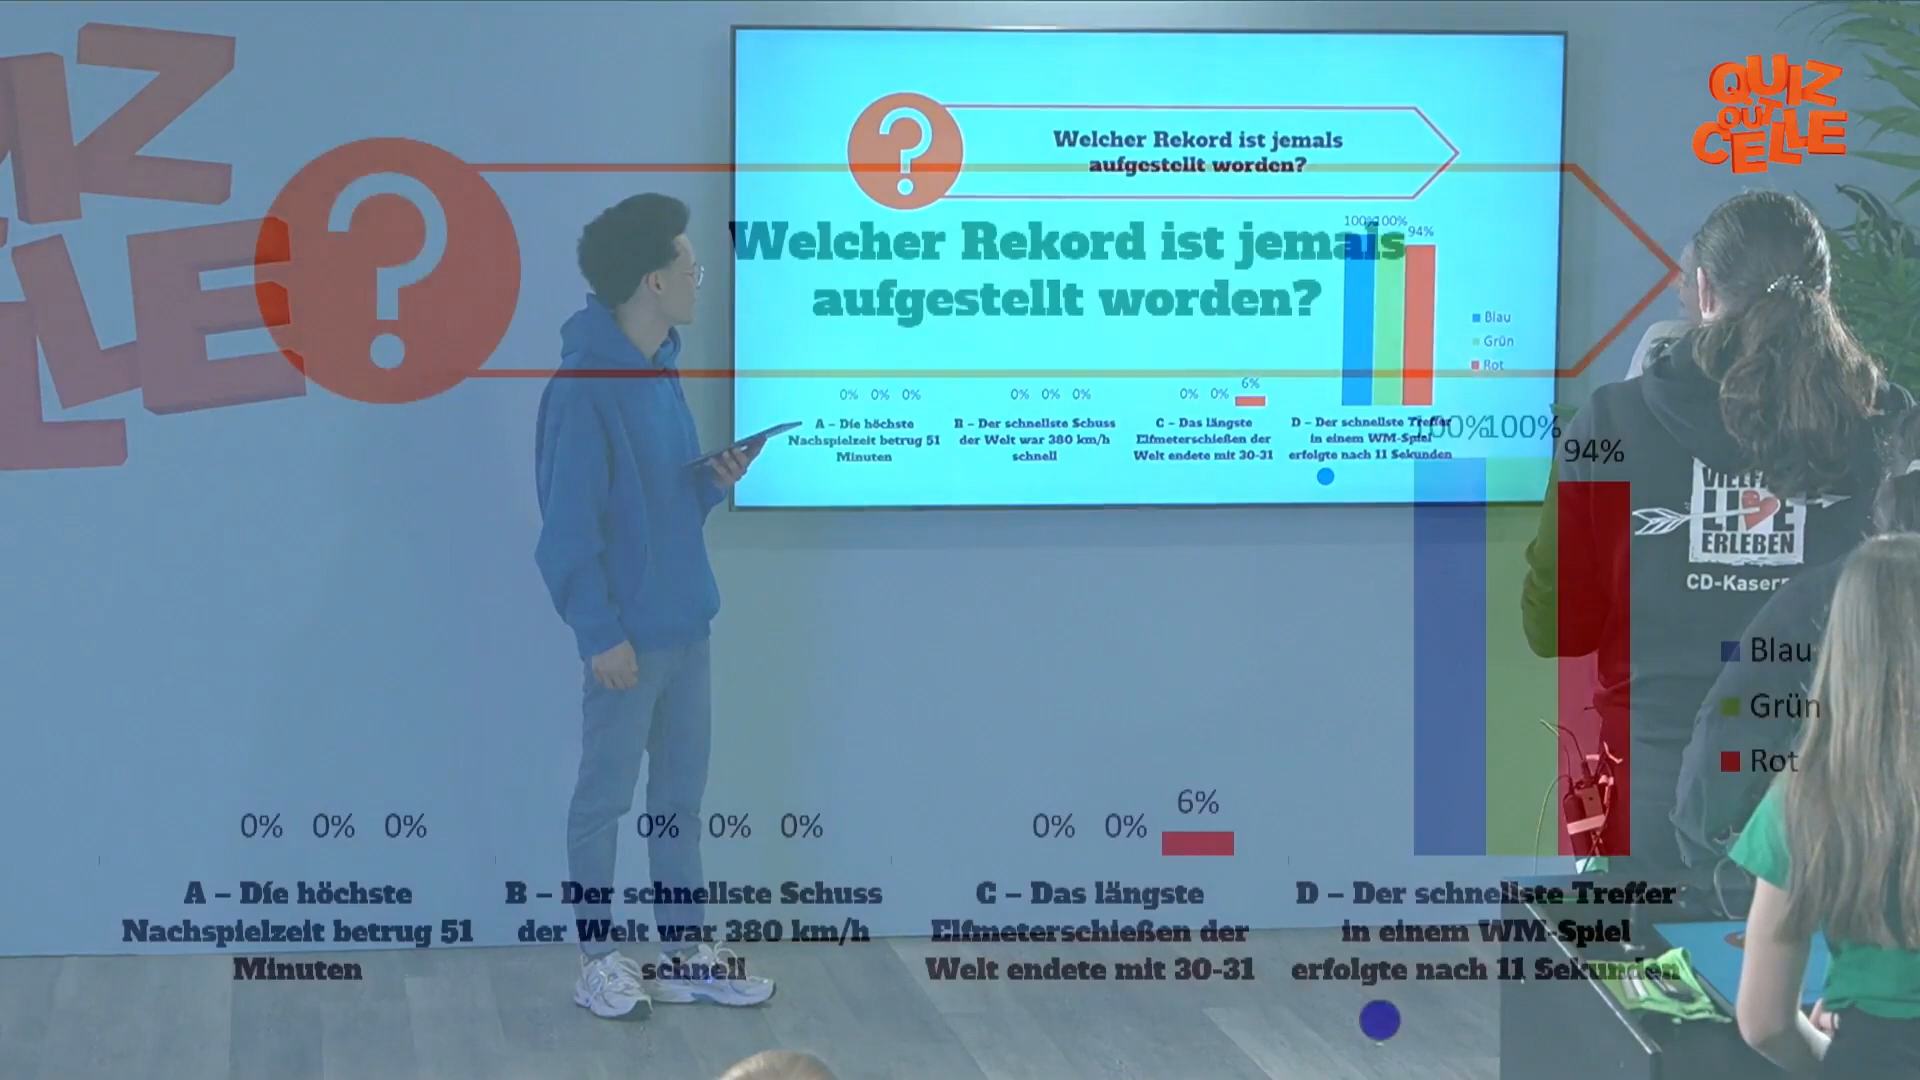 QUIZ
OUT
CELLE
IZ
LLE
Welcher Rekord ist jemals
aufgestellt worden?
100% 100%
94%
Blau
Grün
Rot
0% 0% 0%
0% 0% 0%
0% 0% 6%
A – Die höchste
Nachspielzeit betrug 51
Minuten
B – Der schnellste Schuss
der Welt war 380 km/h
schnell
C – Das längste
Elfmeterschießen der
Welt endete mit 30-31
D – Der schnellste Treffer
in einem WM-Spiel
erfolgte nach 11 Sekunden
Welcher Rekord ist jemals
aufgestellt worden?
100% 100%
94%
LIVE
ERLEBEN
CD-Kasern
Blau
Grün
Rot
0% 0% 0%
0% 0% 0%
0% 0% 6%
A – Die höchste
Nachspielzeit betrug 51
Minuten
B – Der schnellste Schuss
der Welt war 380 km/h
schnell
C – Das längste
Elfmeterschießen der
Welt endete mit 30-31
D – Der schnellste Treffer
in einem WM-Spiel
erfolgte nach 11 Sekunden